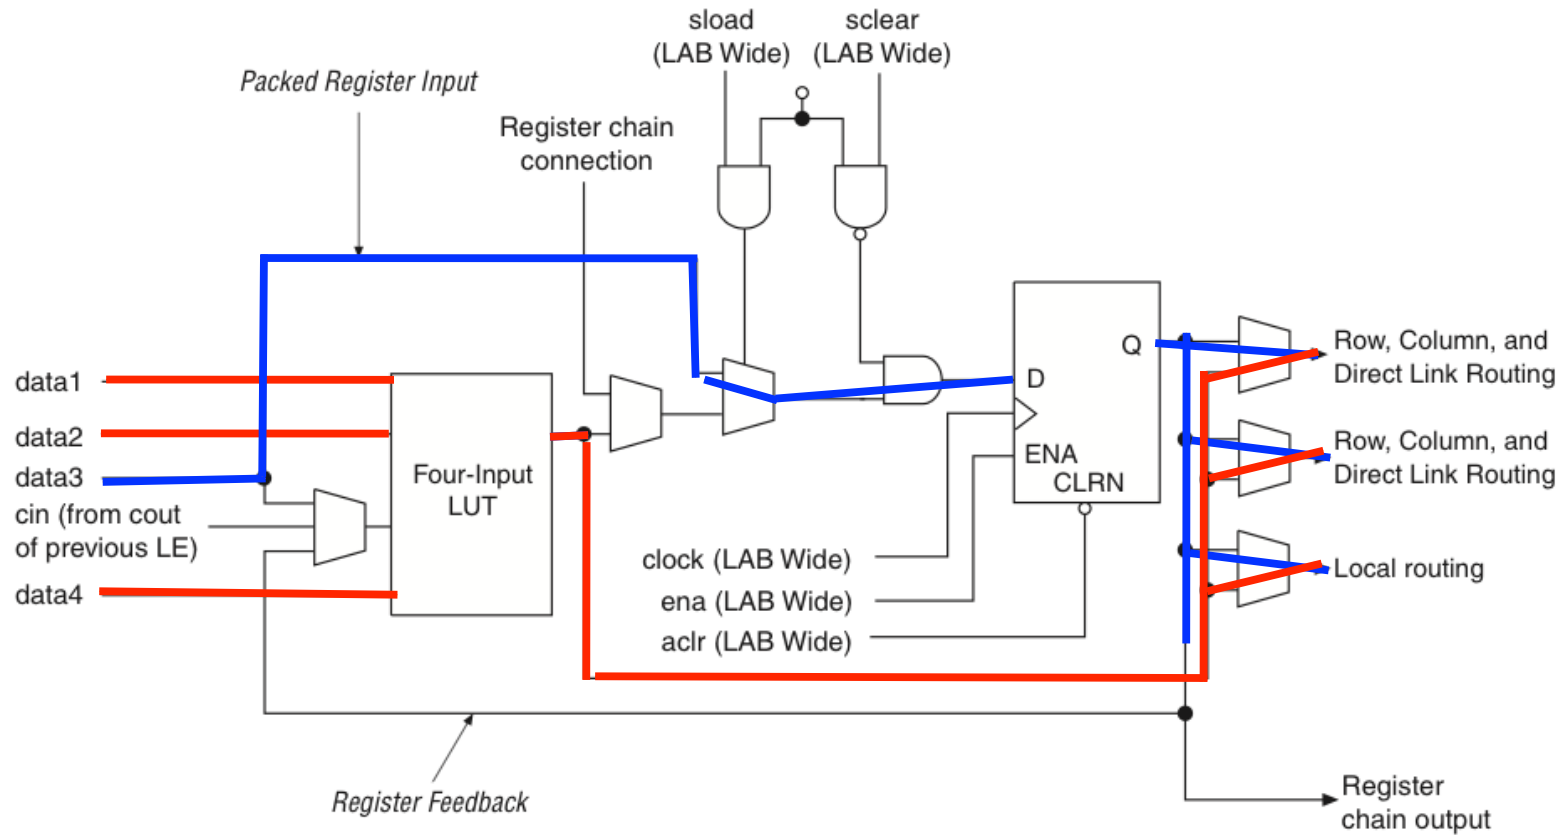 sload
(LAB Wide)
sclear
(LAB Wide)
Packed Register Input
Register chain
connection
data1
data2
data3
cin (from cout
of previous LE)
data4
Four-Input
LUT
D
Q
ENA
CLRN
clock (LAB Wide)
ena (LAB Wide)
aclr (LAB Wide)
Row, Column, and
Direct Link Routing
Row, Column, and
Direct Link Routing
Local routing
Register Feedback
Register
chain output